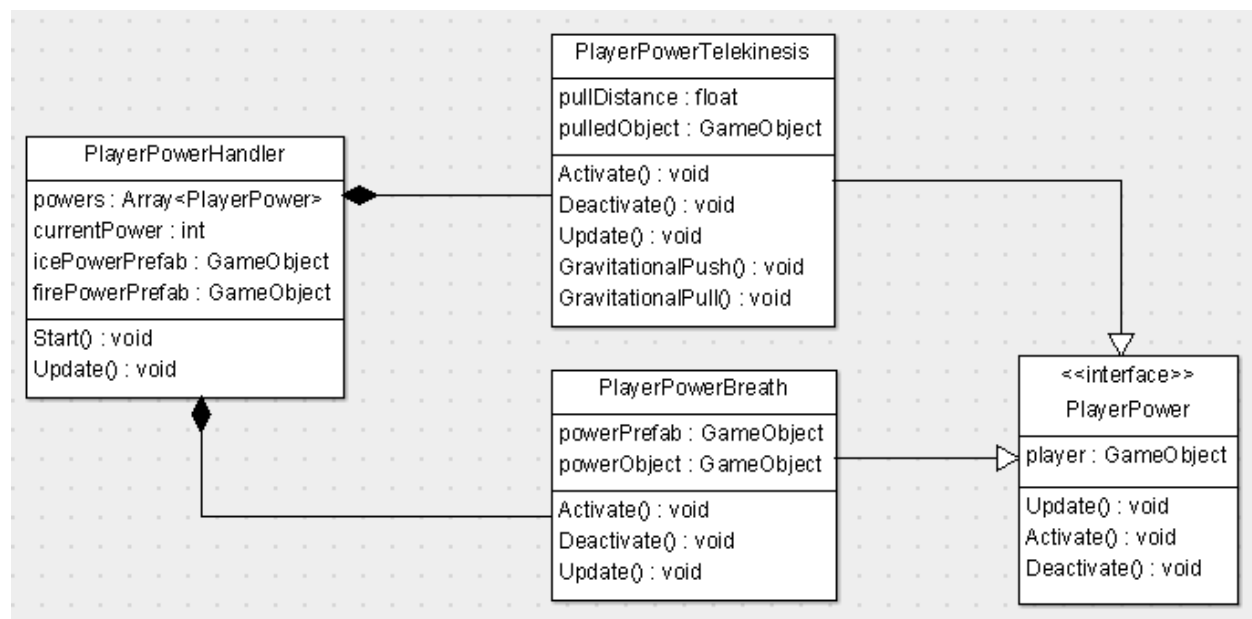 PlayerPowerHandler
powers : Array<PlayerPower>
currentPower : int
icePowerPrefab : GameObject
firePowerPrefab : GameObject
Start() : void
Update() : void
PlayerPowerTelekinesis
pullDistance : float
pulledObject : GameObject
Activate() : void
Deactivate() : void
Update() : void
GravitationalPush() : void
GravitationalPull() : void
PlayerPowerBreath
powerPrefab : GameObject
powerObject : GameObject
Activate() : void
Deactivate() : void
Update() : void
<<interface>>
PlayerPower
player : GameObject
Update() : void
Activate() : void
Deactivate() : void